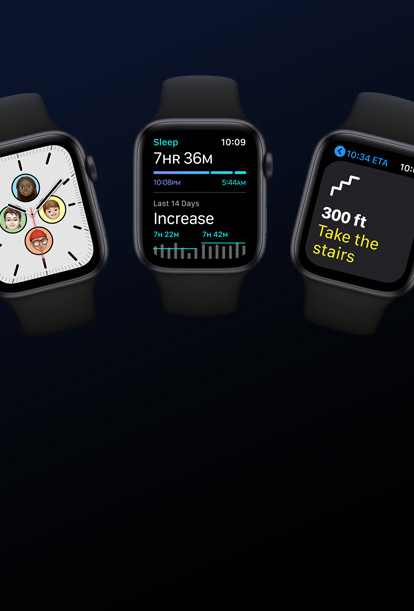 Sleep 10:09
7HR 36M
10:08PM 5:44AM
Last 14 Days
Increase
7H 22M 7H 42M
10:34 ETA
300 ft
Take the
stairs